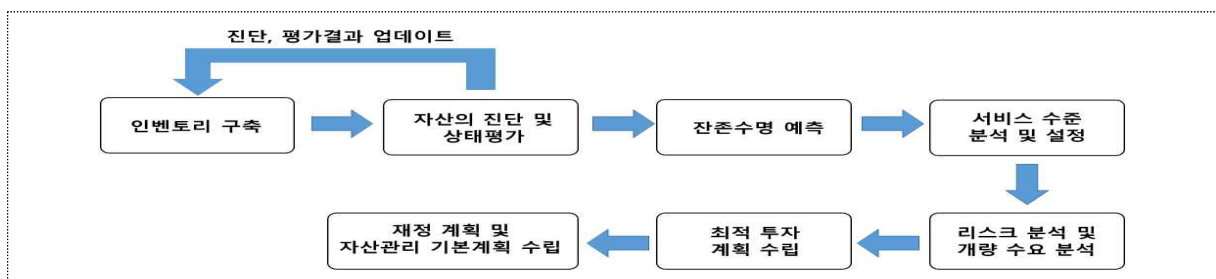 진단, 평가결과 업데이트
인벤토리 구축
자산의 진단 및
상태평가
잔존수명 예측
서비스 수준
분석 및 설정
리스크 분석 및
개량 수요 분석
최적 투자
계획 수립
재정 계획 및
자산관리 기본계획 수립